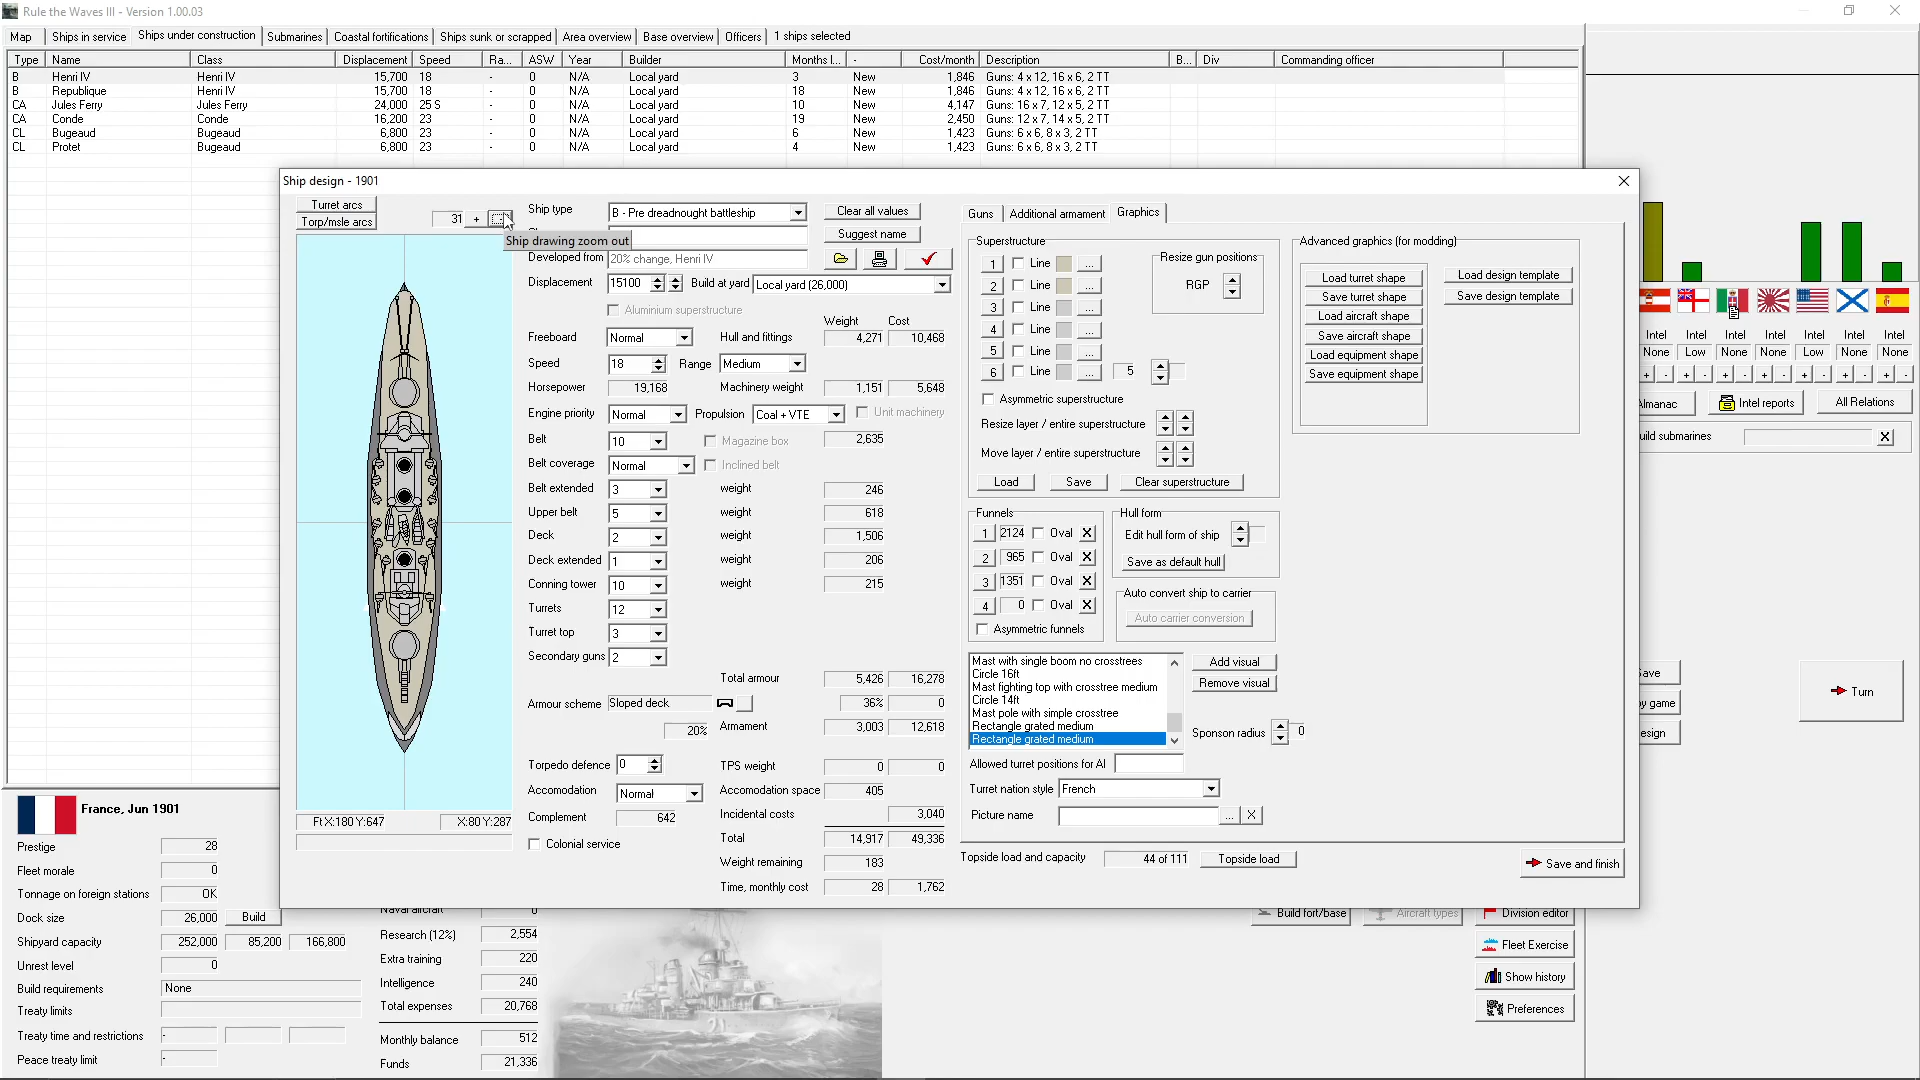 Rule the Waves III - Version 1.00.03
Map Ships in service Ships under construction Submarines Coastal fortifications Ships sunk or scrapped Area overview Base overview Officers 1 ships selected
Type Name Class Displacement Speed Ra... ASW Year Builder Months l... - Cost/month Description B... Div Commanding officer
B Henri IV Henri IV 15,700 18 - 0 N/A Local yard 3 New 1,846 Guns: 4 x 12, 16 x 6, 2 TT
B Republique Henri IV 15,700 18 - 0 N/A Local yard 18 New 1,846 Guns: 4 x 12, 16 x 6, 2 TT
CA Jules Ferry Jules Ferry 24,000 25 S - 0 N/A Local yard 10 New 4,147 Guns: 16 x 7, 12 x 5, 2 TT
CA Conde Conde 16,200 23 - 0 N/A Local yard 19 New 2,450 Guns: 12 x 7, 14 x 5, 2 TT
CL Bugeaud Bugeaud 6,800 23 - 0 N/A Local yard 6 New 1,423 Guns: 6 x 6, 8 x 3, 2 TT
CL Protet Bugeaud 6,800 23 - 0 N/A Local yard 4 New 1,423 Guns: 6 x 6, 8 x 3, 2 TT
Ship design - 1901
Turret arcs
Torp/msle arcs
31 +
Ship drawing zoom out
Ship type B - Pre dreadnought battleship Clear all values
Suggest name
Developed from 20% change, Henri IV
Displacement 15100 Build at yard Local yard (26,000)
Aluminium superstructure
Weight Cost
Freeboard Normal Hull and fittings 4,271 10,468
Speed 18 Range Medium
Horsepower 19,168 Machinery weight 1,151 5,648
Engine priority Normal Propulsion Coal + VTE Unit machinery
Belt 10 Magazine box 2,635
Belt coverage Normal Inclined belt
Belt extended 3 weight 246
Upper belt 5 weight 618
Deck 2 weight 1,506
Deck extended 1 weight 206
Conning tower 10 weight 215
Turrets 12
Turret top 3
Secondary guns 2
Total armour 5,426 16,278
Armour scheme Sloped deck 36% 0
20% Armament 3,003 12,618
Torpedo defence 0 TPS weight 0 0
Accomodation Normal Accomodation space 405
Complement 642 Incidental costs 3,040
Colonial service Total 14,917 49,336
Weight remaining 183
Time, monthly cost 28 1,762
Ft X:180 Y:647 X:80 Y:287
Guns Additional armament Graphics
Superstructure
1 Line ...
2 Line ...
3 Line ...
4 Line ...
5 Line ...
6 Line ... 5
Resize gun positions
RGP
Asymmetric superstructure
Resize layer / entire superstructure
Move layer / entire superstructure
Load Save Clear superstructure
Advanced graphics (for modding)
Load turret shape Load design template
Save turret shape Save design template
Load aircraft shape
Save aircraft shape
Load equipment shape
Save equipment shape
Funnels
1 2124 Oval X
2 965 Oval X
3 1351 Oval X
4 0 Oval X
Asymmetric funnels
Hull form
Edit hull form of ship
Save as default hull
Auto convert ship to carrier
Auto carrier conversion
Mast with single boom no crosstrees
Circle 16ft
Mast fighting top with crosstree medium
Circle 14ft
Mast pole with simple crosstree
Rectangle grated medium
Rectangle grated medium
Add visual
Remove visual
Sponson radius 0
Allowed turret positions for AI
Turret nation style French
Picture name ... X
Topside load and capacity 44 of 111 Topside load
Save and finish
Intel Intel Intel Intel Intel Intel Intel
None Low None None Low None None
+ - + - + - + - + - + - + -
Almanac Intel reports All Relations
uild submarines X
ave
y game
esign
Turn
France, Jun 1901
Prestige 28
Fleet morale 0
Tonnage on foreign stations OK
Dock size 26,000 Build
Shipyard capacity 252,000 85,200 166,800
Unrest level 0
Build requirements None
Treaty limits
Treaty time and restrictions -
Peace treaty limit -
Naval aircraft 0
Research (12%) 2,554
Extra training 220
Intelligence 240
Total expenses 20,768
Monthly balance 512
Funds 21,336
Build fort/base Aircraft types Division editor
Fleet Exercise
Show history
Preferences